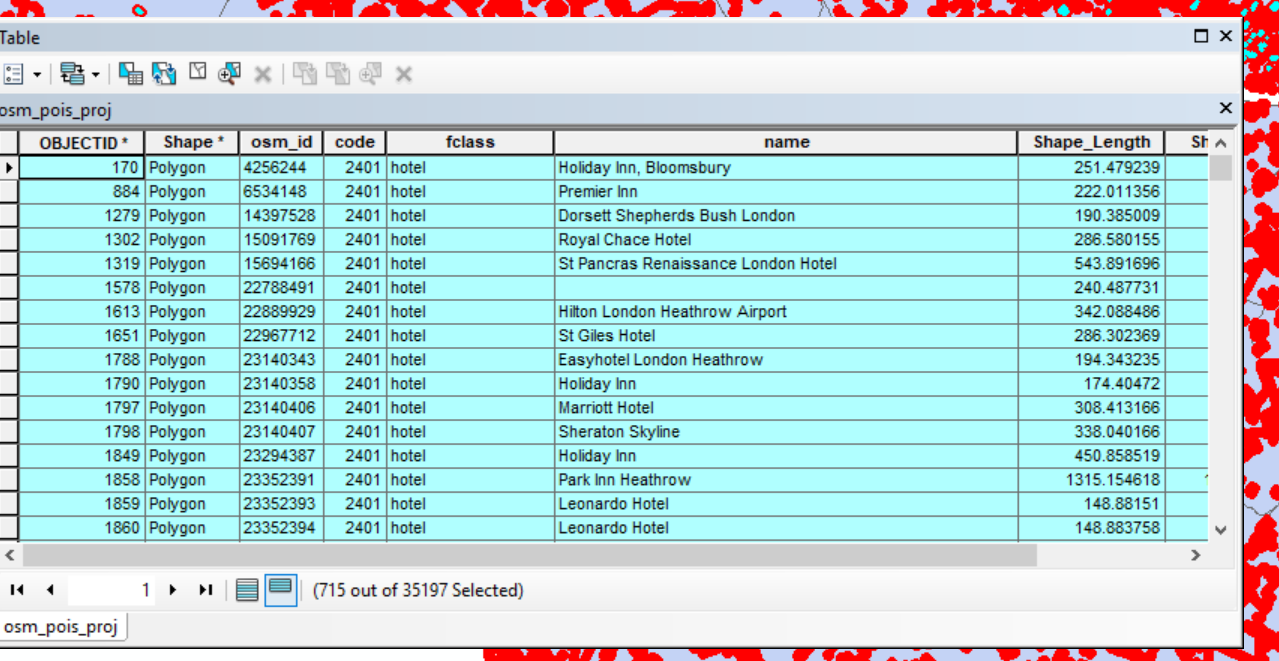 Table
osm_pois_proj
OBJECTID * Shape * osm_id code fclass name Shape_Length Sh
170 Polygon 4256244 2401 hotel Holiday Inn, Bloomsbury 251.479239
884 Polygon 6534148 2401 hotel Premier Inn 222.011356
1279 Polygon 14397528 2401 hotel Dorsett Shepherds Bush London 190.385009
1302 Polygon 15091769 2401 hotel Royal Chace Hotel 286.580155
1319 Polygon 15694166 2401 hotel St Pancras Renaissance London Hotel 543.891696
1578 Polygon 22788491 2401 hotel 240.487731
1613 Polygon 22889929 2401 hotel Hilton London Heathrow Airport 342.088486
1651 Polygon 22967712 2401 hotel St Giles Hotel 286.302369
1788 Polygon 23140343 2401 hotel Easyhotel London Heathrow 194.343235
1790 Polygon 23140358 2401 hotel Holiday Inn 174.40472
1797 Polygon 23140406 2401 hotel Marriott Hotel 308.413166
1798 Polygon 23140407 2401 hotel Sheraton Skyline 338.040166
1849 Polygon 23294387 2401 hotel Holiday Inn 450.858519
1858 Polygon 23352391 2401 hotel Park Inn Heathrow 1315.154618
1859 Polygon 23352393 2401 hotel Leonardo Hotel 148.88151
1860 Polygon 23352394 2401 hotel Leonardo Hotel 148.883758
1 (715 out of 35197 Selected)
osm_pois_proj